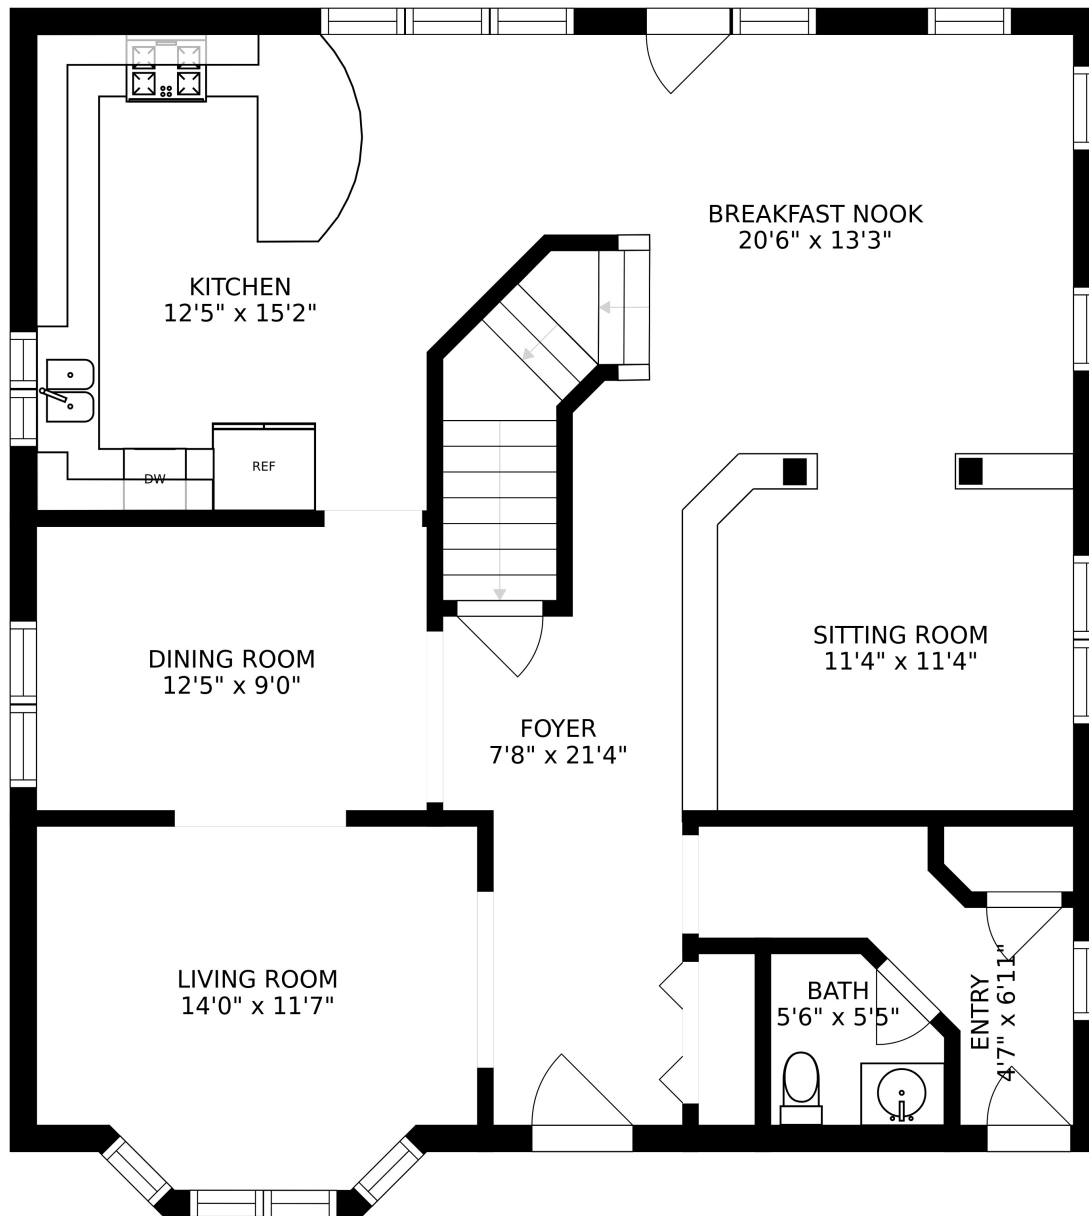 BREAKFAST NOOK
20'6" x 13'3"
KITCHEN
12'5" x 15'2"
REF
DW
SITTING ROOM
11'4" x 11'4"
DINING ROOM
12'5" x 9'0"
FOYER
7'8" x 21'4"
LIVING ROOM
14'0" x 11'7"
BATH
5'6" x 5'5"
ENTRY
4'7" x 6'11"